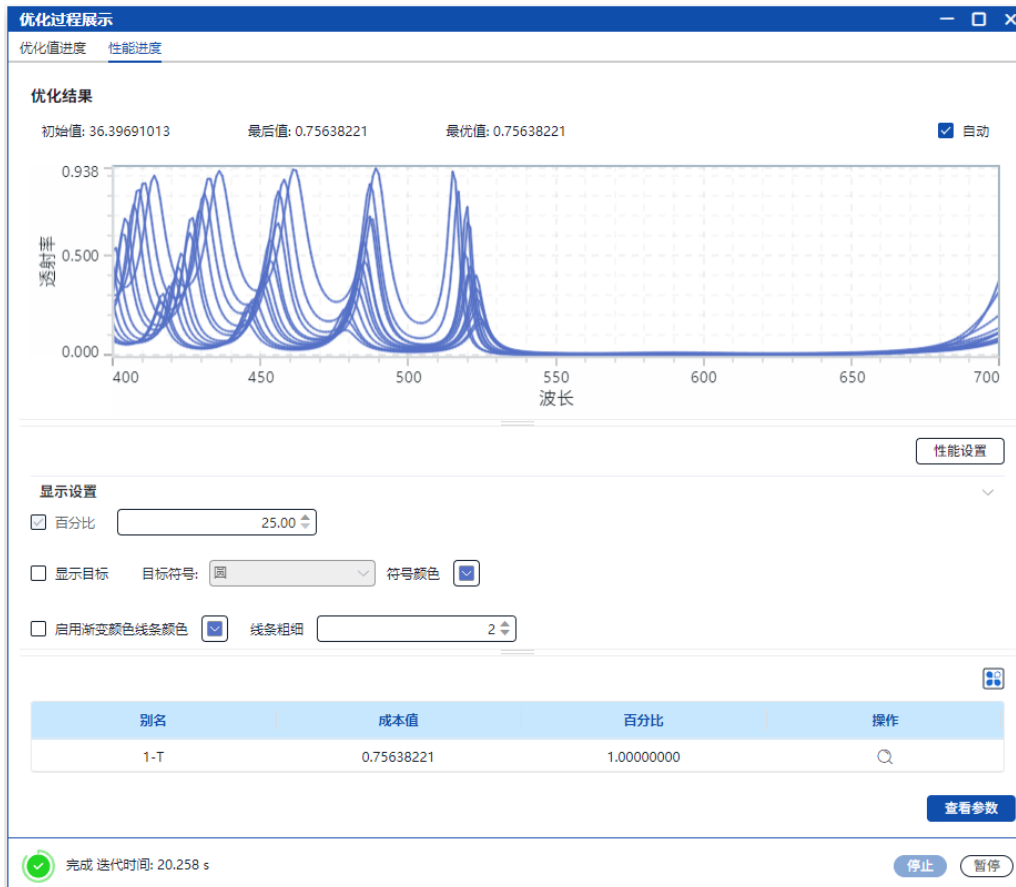 优化过程展示
优化值进度 性能进度
优化结果
初始值: 36.39691013 最后值: 0.75638221 最优值: 0.75638221 自动
0.938
0.500
0.000
透射率
400 450 500 550 600 650 700
波长
性能设置
显示设置
百分比 25.00
显示目标 目标符号: 圆 符号颜色
启用渐变颜色线条颜色 线条粗细 2
别名 成本值 百分比 操作
1-T 0.75638221 1.00000000
查看参数
完成 迭代时间: 20.258 s 停止 暂停